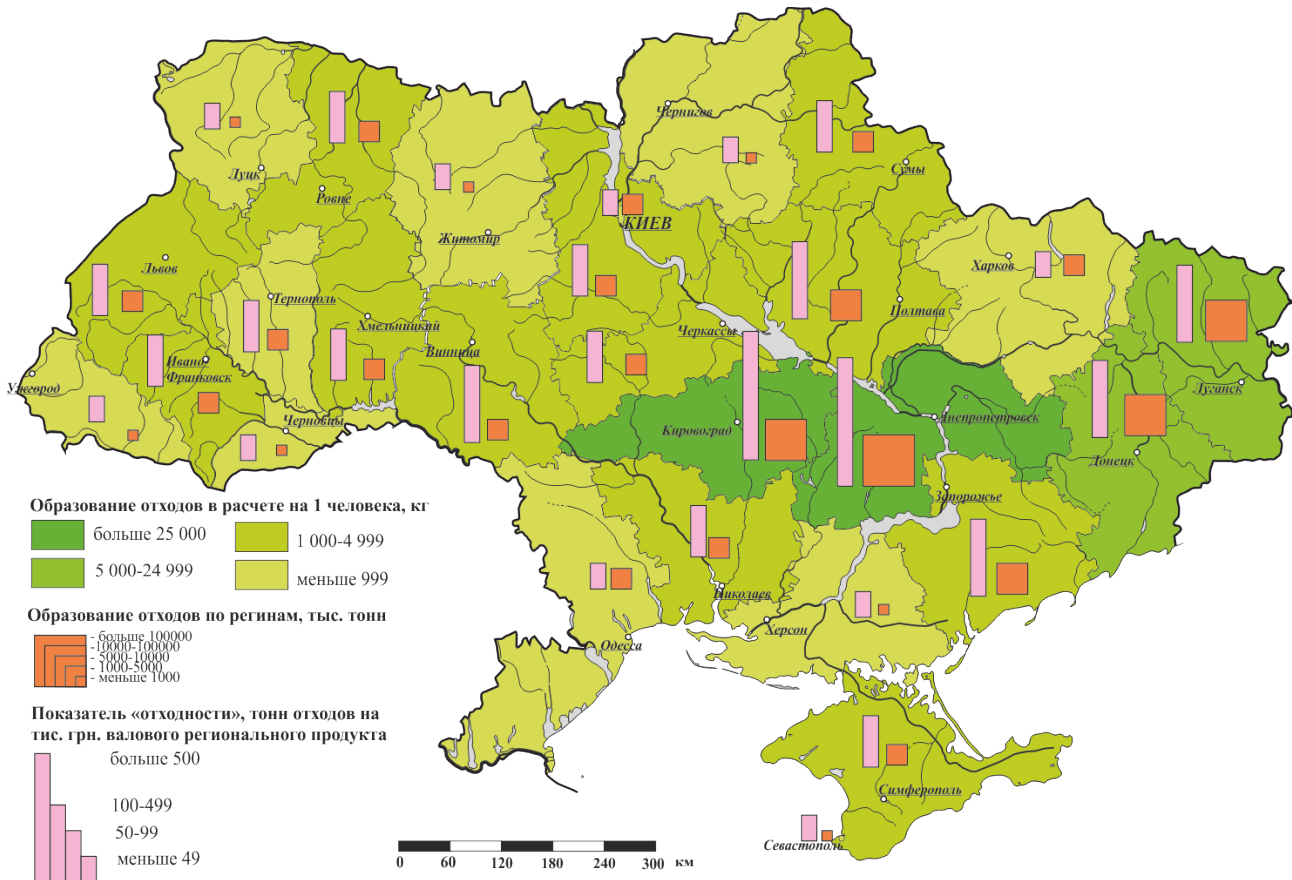 Чернигов
Сумы
Луцк
Ровно
Житомир
КИЕВ
Харков
Львов
Тернополь
Хмельницкий
Винница
Черкассы
Полтава
Ивано-
Франковск
Ужгород
Черновцы
Луганск
Кировоград
Днепропетровск
Донецк
Запорожье
Николаев
Херсон
Одесса
Симферополь
Севастополь
Образование отходов в расчете на 1 человека, кг
больше 25 000
1 000-4 999
5 000-24 999
меньше 999
Образование отходов по регинам, тыс. тонн
- больше 100000
-10000-100000
- 5000-10000
- 1000-5000
- меньше 1000
Показатель «отходности», тонн отходов на
тис. грн. валового регионального продукта
больше 500
100-499
50-99
меньше 49
0 60 120 180 240 300 км